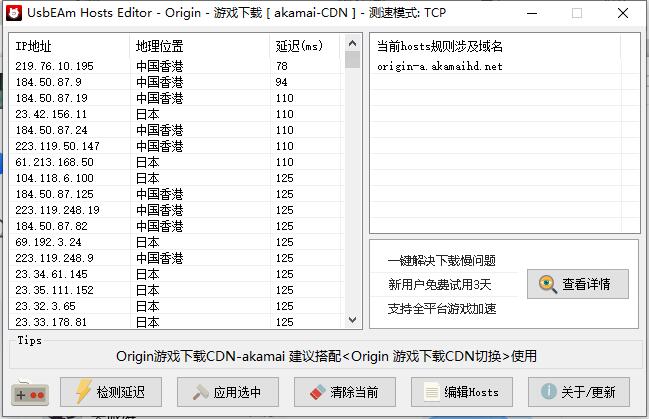 UsbEAm Hosts Editor - Origin - 游戏下载 [ akamai-CDN ] - 测速模式: TCP
IP地址 地理位置 延迟(ms)
219.76.10.195 中国香港 78
184.50.87.9 中国香港 94
184.50.87.19 中国香港 110
23.42.156.11 日本 110
184.50.87.24 中国香港 110
223.119.50.147 中国香港 110
61.213.168.50 日本 110
104.118.6.100 日本 125
184.50.87.125 中国香港 125
223.119.248.19 中国香港 125
184.50.87.82 中国香港 125
69.192.3.24 日本 125
223.119.248.9 中国香港 125
23.34.61.145 日本 125
23.35.111.152 日本 125
23.32.3.65 日本 125
23.33.178.81 日本 125
当前hosts规则涉及域名
origin-a.akamaihd.net
一键解决下载慢问题
新用户免费试用3天
支持全平台游戏加速
查看详情
Tips
Origin游戏下载CDN-akamai 建议搭配<Origin 游戏下载CDN切换>使用
检测延迟
应用选中
清除当前
编辑Hosts
关于/更新